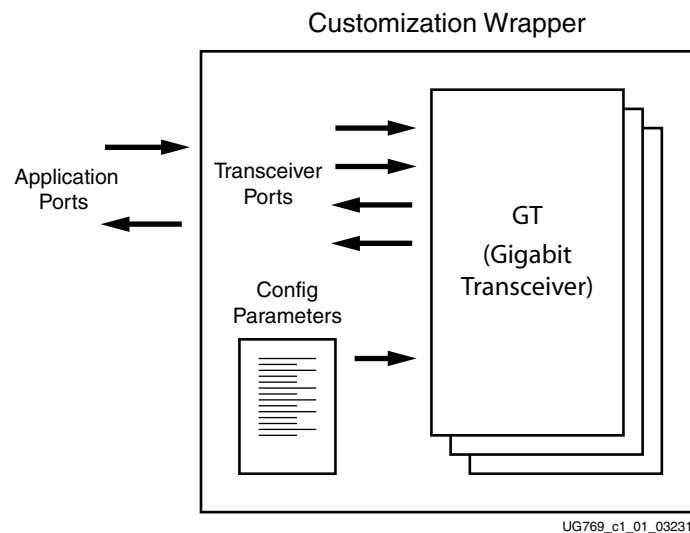 Customization Wrapper
Application
Ports
Transceiver
Ports
GT
(Gigabit
Transceiver)
Config
Parameters
UG769_c1_01_03231